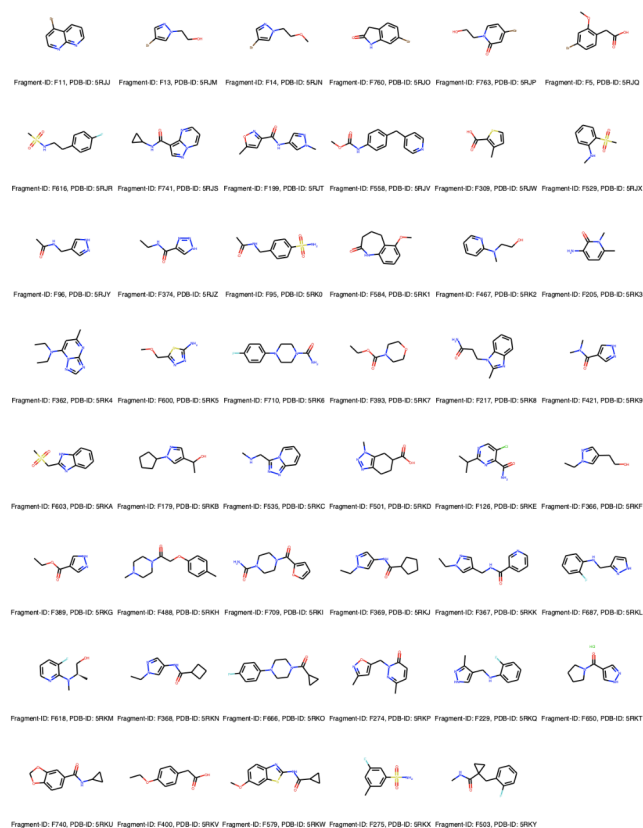 Fragment-ID: F11, PDB-ID: 5RJJ Fragment-ID: F13, PDB-ID: 5RJM Fragment-ID: F14, PDB-ID: 5RJN Fragment-ID: F760, PDB-ID: 5RJO Fragment-ID: F763, PDB-ID: 5RJP Fragment-ID: F5, PDB-ID: 5RJQ
Fragment-ID: F616, PDB-ID: 5RJR Fragment-ID: F741, PDB-ID: 5RJS Fragment-ID: F199, PDB-ID: 5RJT Fragment-ID: F558, PDB-ID: 5RJV Fragment-ID: F309, PDB-ID: 5RJW Fragment-ID: F529, PDB-ID: 5RJX
Fragment-ID: F96, PDB-ID: 5RJY Fragment-ID: F374, PDB-ID: 5RJZ Fragment-ID: F95, PDB-ID: 5RK0 Fragment-ID: F584, PDB-ID: 5RK1 Fragment-ID: F467, PDB-ID: 5RK2 Fragment-ID: F205, PDB-ID: 5RK3
Fragment-ID: F362, PDB-ID: 5RK4 Fragment-ID: F600, PDB-ID: 5RK5 Fragment-ID: F710, PDB-ID: 5RK6 Fragment-ID: F393, PDB-ID: 5RK7 Fragment-ID: F217, PDB-ID: 5RK8 Fragment-ID: F421, PDB-ID: 5RK9
Fragment-ID: F603, PDB-ID: 5RKA Fragment-ID: F179, PDB-ID: 5RKB Fragment-ID: F535, PDB-ID: 5RKC Fragment-ID: F501, PDB-ID: 5RKD Fragment-ID: F126, PDB-ID: 5RKE Fragment-ID: F366, PDB-ID: 5RKF
Fragment-ID: F389, PDB-ID: 5RKG Fragment-ID: F488, PDB-ID: 5RKH Fragment-ID: F709, PDB-ID: 5RKI Fragment-ID: F369, PDB-ID: 5RKJ Fragment-ID: F367, PDB-ID: 5RKK Fragment-ID: F687, PDB-ID: 5RKL
Fragment-ID: F618, PDB-ID: 5RKM Fragment-ID: F368, PDB-ID: 5RKN Fragment-ID: F666, PDB-ID: 5RKO Fragment-ID: F274, PDB-ID: 5RKP Fragment-ID: F229, PDB-ID: 5RKQ Fragment-ID: F650, PDB-ID: 5RKT
Fragment-ID: F740, PDB-ID: 5RKU Fragment-ID: F400, PDB-ID: 5RKV Fragment-ID: F579, PDB-ID: 5RKW Fragment-ID: F275, PDB-ID: 5RKX Fragment-ID: F503, PDB-ID: 5RKY